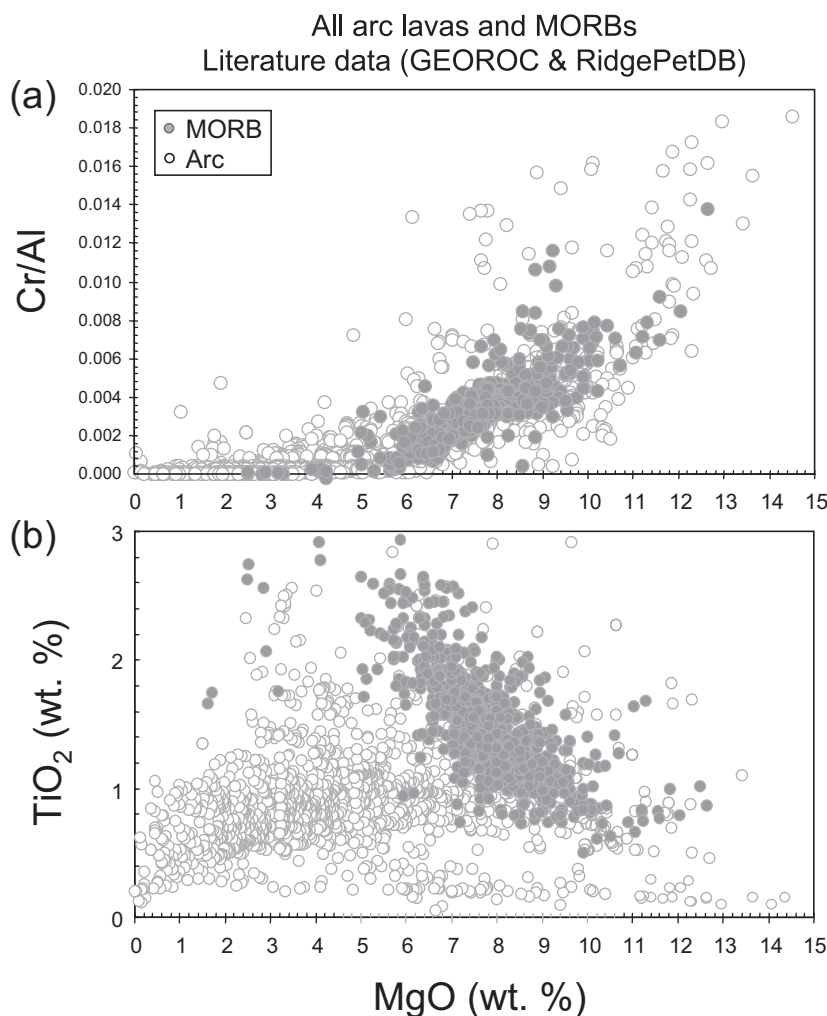 All arc lavas and MORBs
Literature data (GEOROC & RidgePetDB)
(a)
Cr/Al
0.020
0.018
0.016
0.014
0.012
0.010
0.008
0.006
0.004
0.002
0.000
MORB
Arc
0 1 2 3 4 5 6 7 8 9 10 11 12 13 14 15
(b)
TiO2 (wt. %)
3
2
1
0
0 1 2 3 4 5 6 7 8 9 10 11 12 13 14 15
MgO (wt. %)